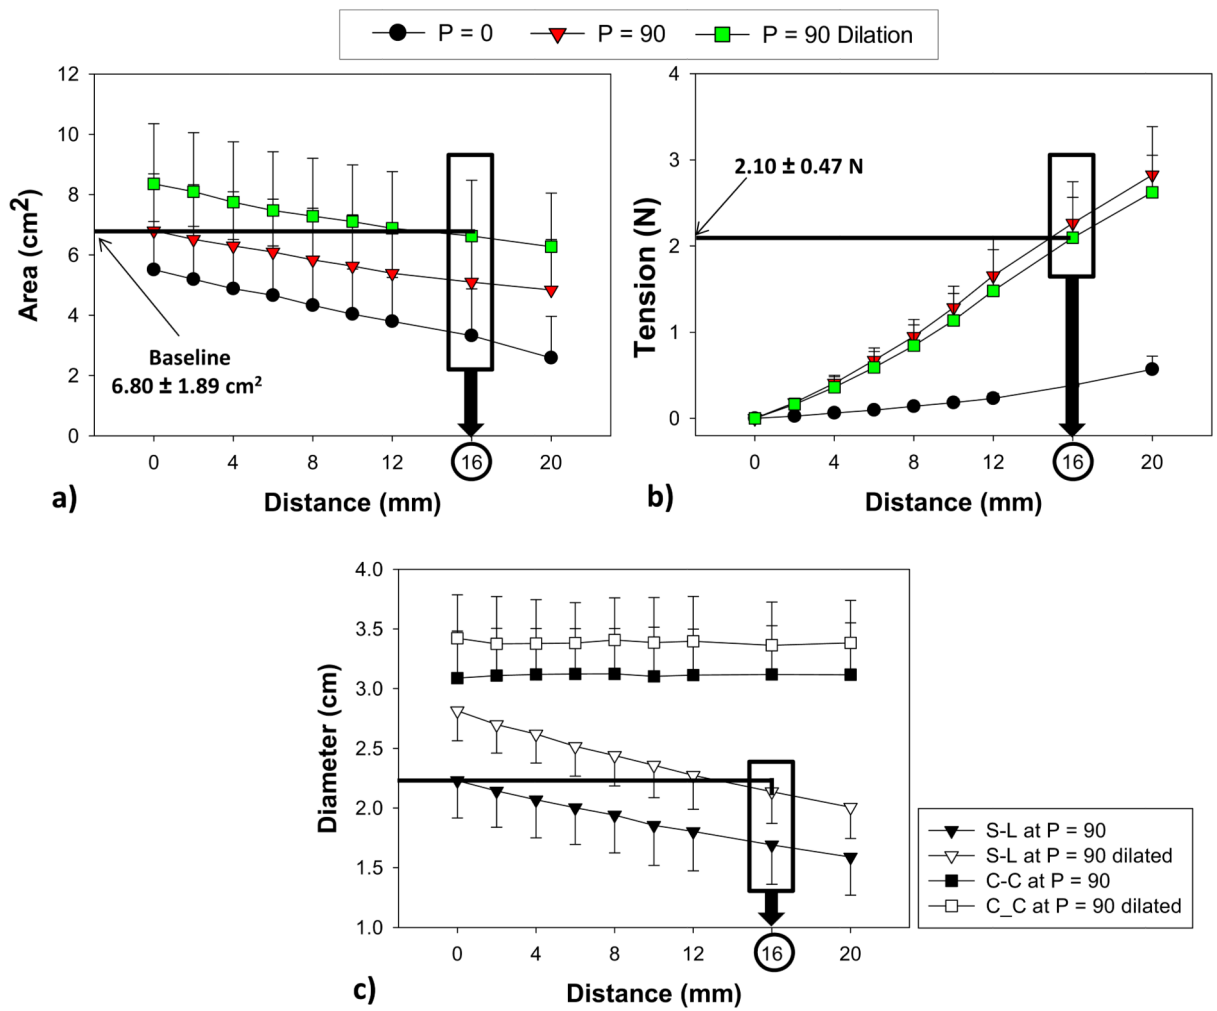 P = 0 P = 90 P = 90 Dilation
12
10
8
6
4
2
0
Area (cm2)
Baseline
6.80 ± 1.89 cm2
0 4 8 12 16 20
a) Distance (mm)
4
3
2
1
0
Tension (N)
2.10 ± 0.47 N
0 4 8 12 16 20
b) Distance (mm)
4.0
3.5
3.0
2.5
2.0
1.5
1.0
Diameter (cm)
0 4 8 12 16 20
c) Distance (mm)
S-L at P = 90
S-L at P = 90 dilated
C-C at P = 90
C_C at P = 90 dilated